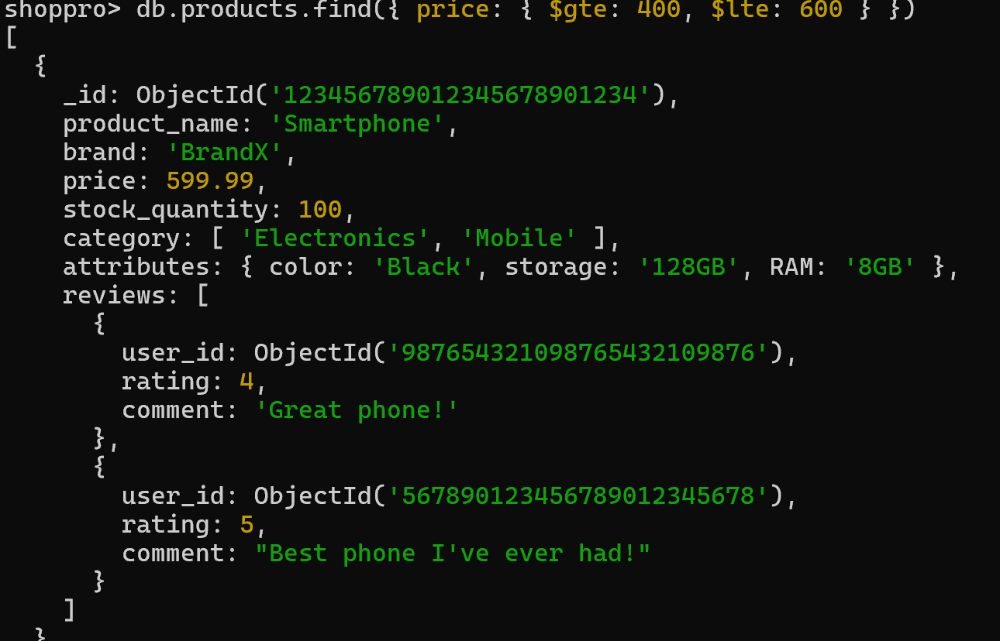 shoppro> db.products.find({ price: { $gte: 400, $lte: 600 } })
[
  {
    _id: ObjectId('123456789012345678901234'),
    product_name: 'Smartphone',
    brand: 'BrandX',
    price: 599.99,
    stock_quantity: 100,
    category: [ 'Electronics', 'Mobile' ],
    attributes: { color: 'Black', storage: '128GB', RAM: '8GB' },
    reviews: [
      {
        user_id: ObjectId('987654321098765432109876'),
        rating: 4,
        comment: 'Great phone!'
      },
      {
        user_id: ObjectId('567890123456789012345678'),
        rating: 5,
        comment: "Best phone I've ever had!"
      }
    ]
  }